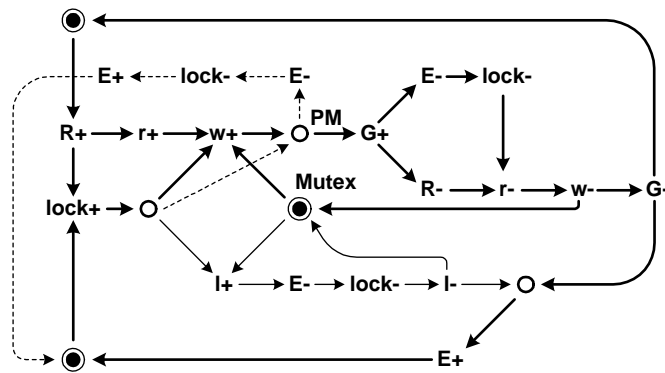 E+ lock- E- E- lock-
PM
R+ r+ w+ G+
Mutex R- r- w- G-
lock+
l+ E- lock- l-
E+